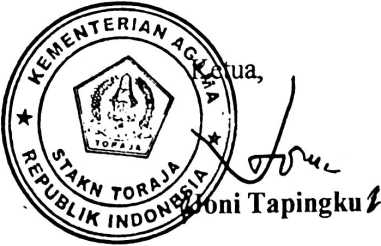 KEMENTERIAN AGAMA
Ketua,
TORAJA
STAKN TORAJA
REPUBLIK INDONESIA
Joni Tapingku